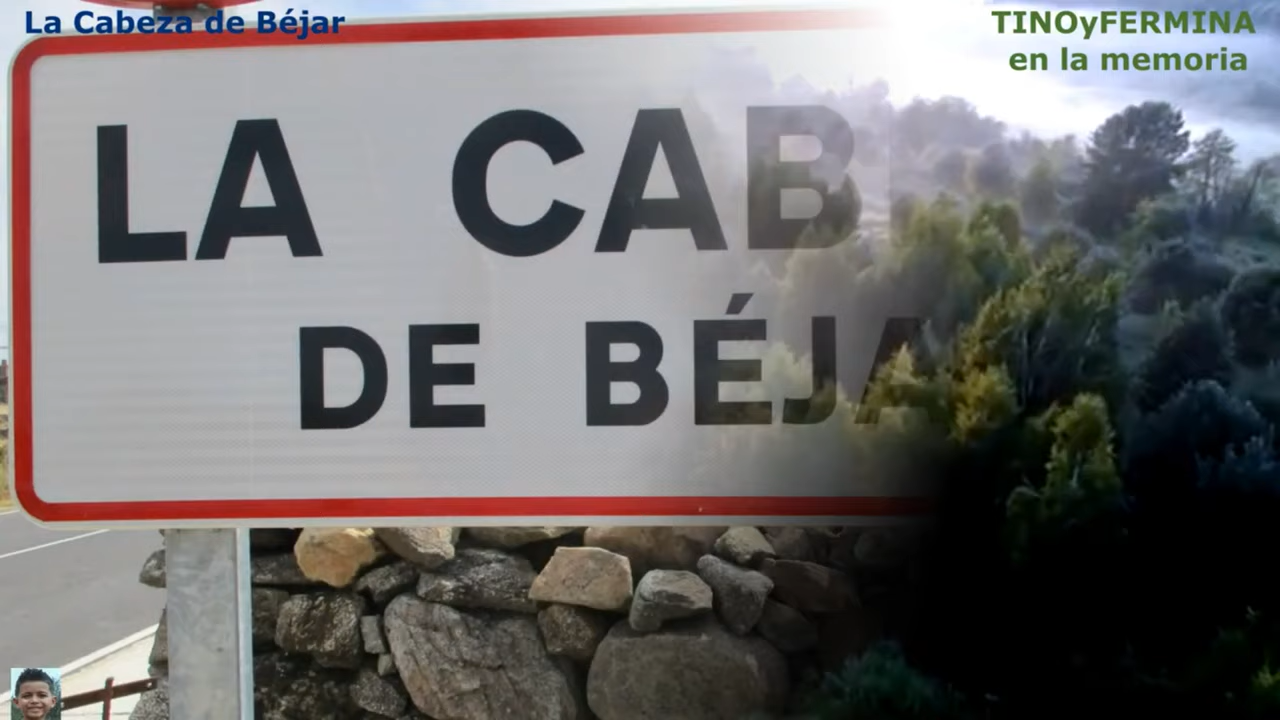 La Cabeza de Béjar
TINOyFERMINA
en la memoria
LA CAB
DE BÉJA